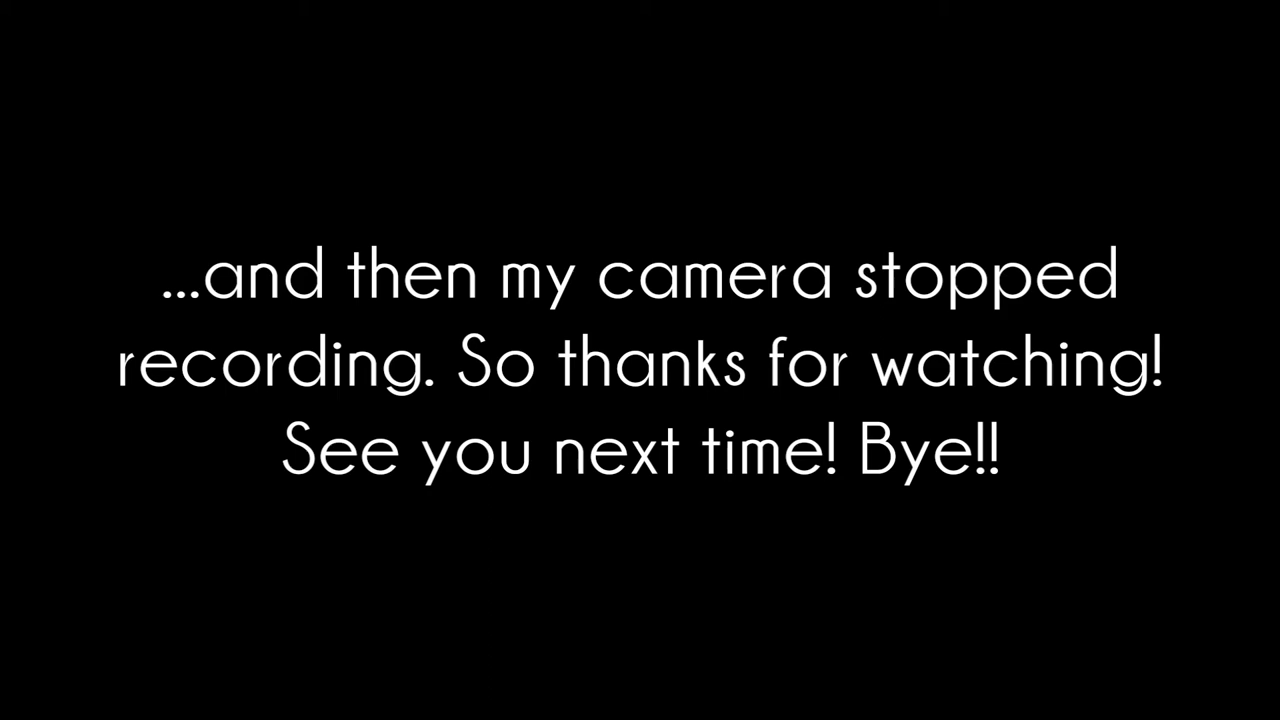 ...and then my camera stopped
recording. So thanks for watching!
See you next time! Bye!!